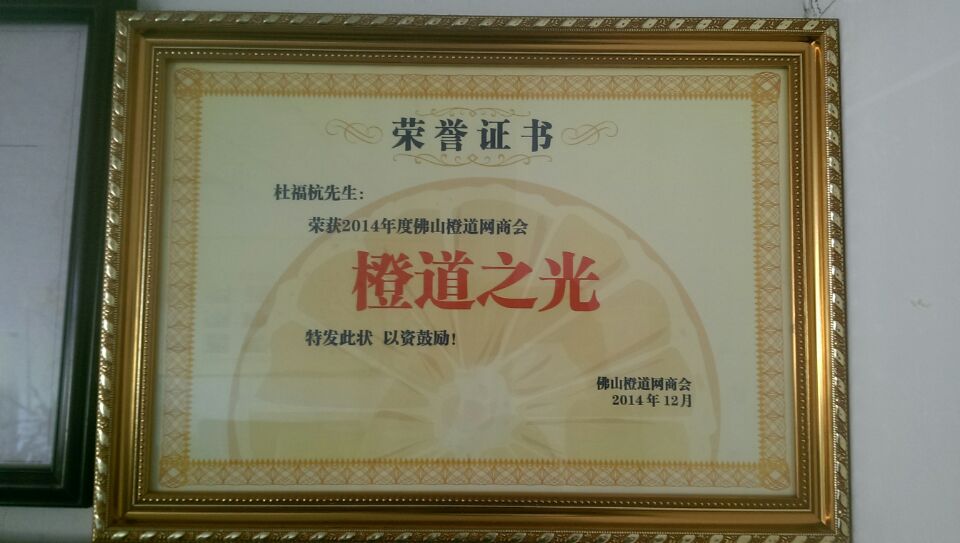 荣誉证书
杜福杭先生:
荣获2014年度佛山橙道网商会
橙道之光
特发此状 以资鼓励!
佛山橙道网商会
2014年12月